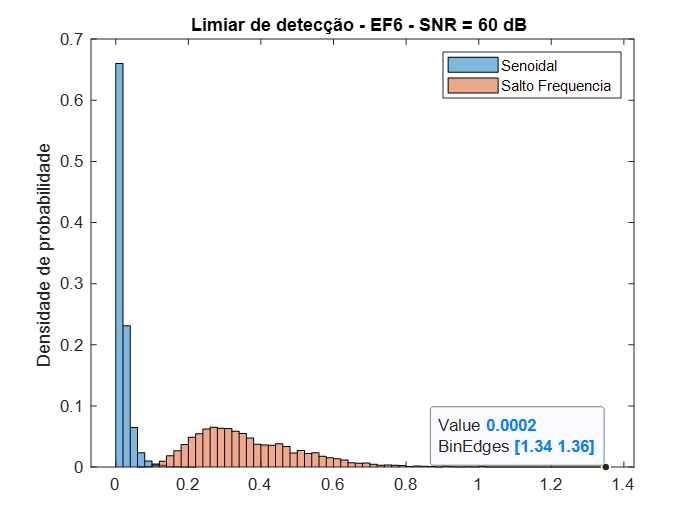 Limiar de detecção - EF6 - SNR = 60 dB
Densidade de probabilidade
0.7
0.6
0.5
0.4
0.3
0.2
0.1
0
Senoidal
Salto Frequencia
Value 0.0002
BinEdges [1.34 1.36]
0 0.2 0.4 0.6 0.8 1 1.2 1.4